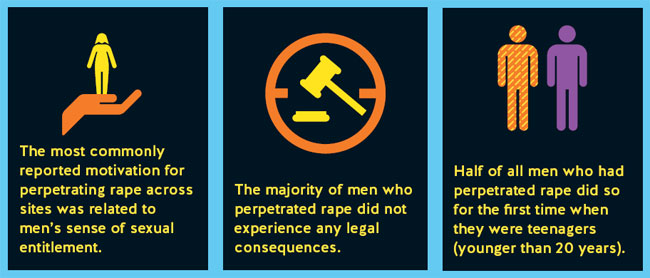 The most commonly
reported motivation for
perpetrating rape across
sites was related to
men's sense of sexual
entitlement.
The majority of men who
perpetrated rape did not
experience any legal
consequences.
Half of all men who had
perpetrated rape did so
for the first time when
they were teenagers
(younger than 20 years).